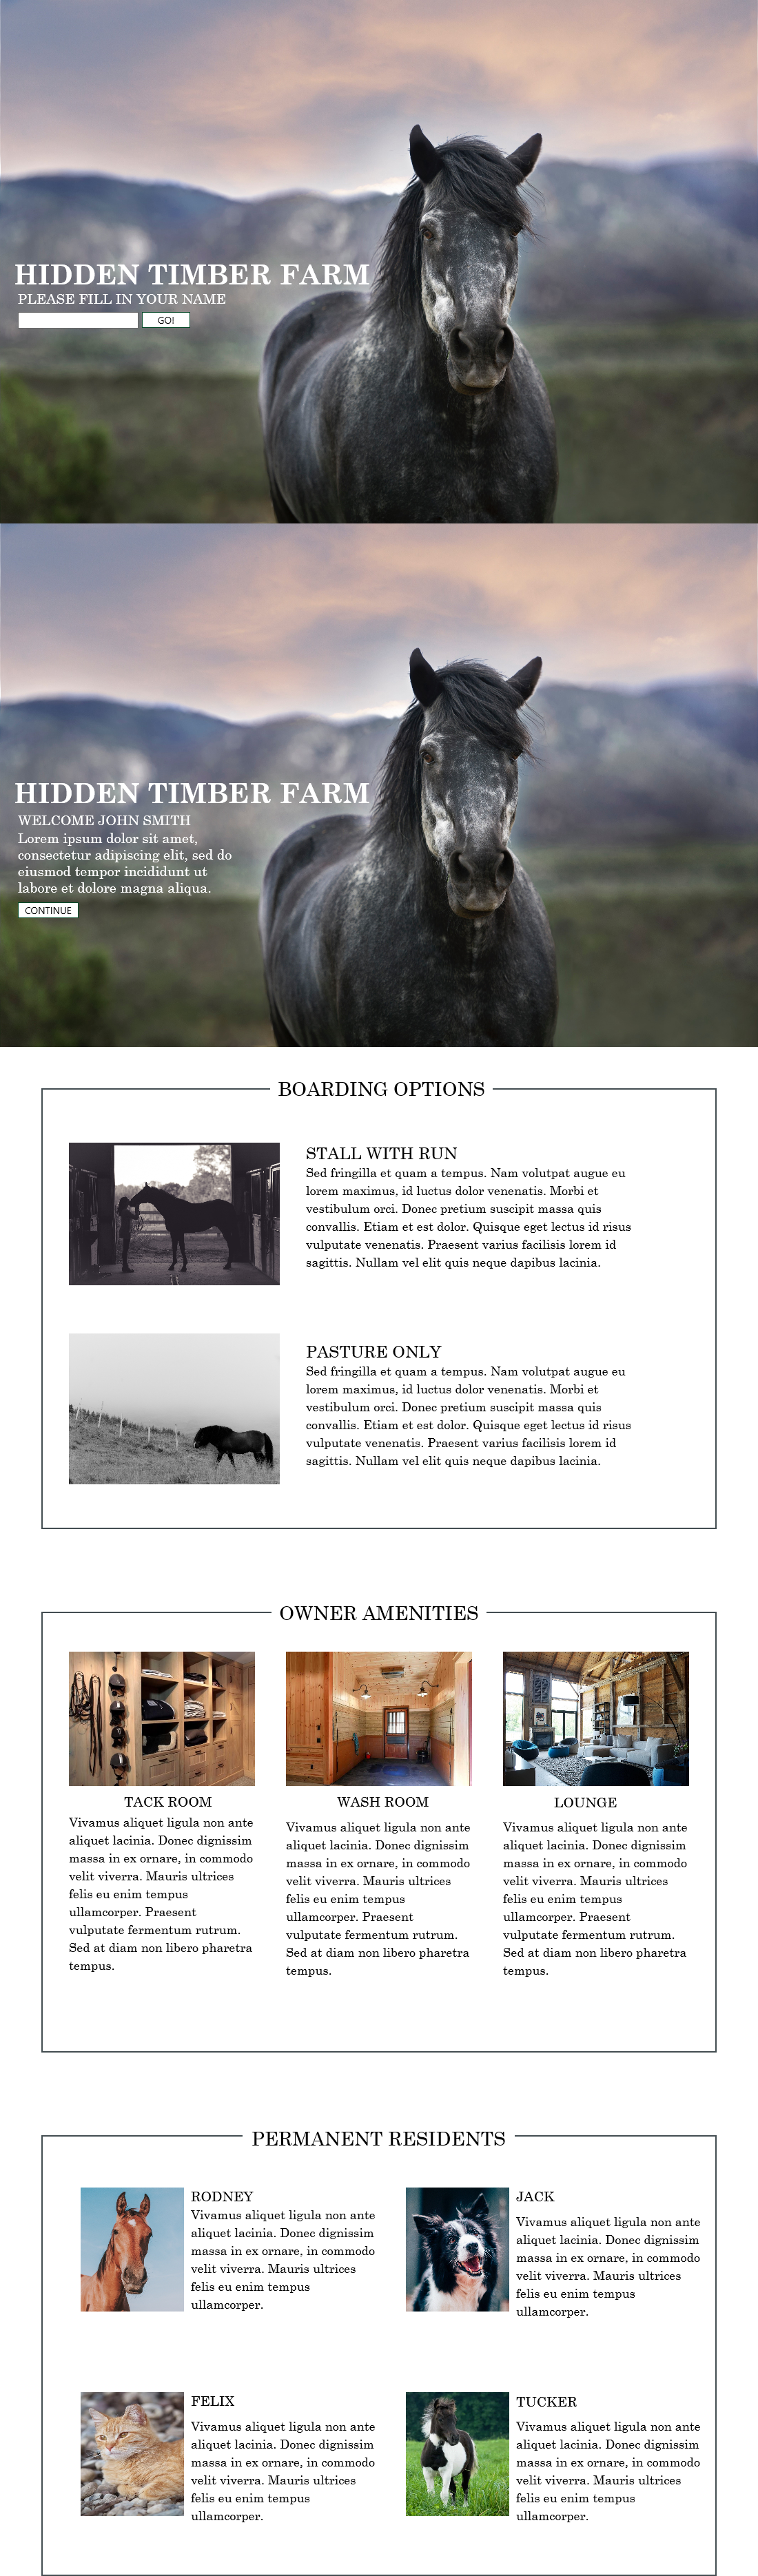 HIDDEN TIMBER FARM
PLEASE FILL IN YOUR NAME
GO!
HIDDEN TIMBER FARM
WELCOME JOHN SMITH
Lorem ipsum dolor sit amet,
consectetur adipiscing elit, sed do
eiusmod tempor incididunt ut
labore et dolore magna aliqua.
CONTINUE
BOARDING OPTIONS
STALL WITH RUN
Sed fringilla et quam a tempus. Nam volutpat augue eu
lorem maximus, id luctus dolor venenatis. Morbi et
vestibulum orci. Donec pretium suscipit massa quis
convallis. Etiam et est dolor. Quisque eget lectus id risus
vulputate venenatis. Praesent varius facilisis lorem id
sagittis. Nullam vel elit quis neque dapibus lacinia.
PASTURE ONLY
Sed fringilla et quam a tempus. Nam volutpat augue eu
lorem maximus, id luctus dolor venenatis. Morbi et
vestibulum orci. Donec pretium suscipit massa quis
convallis. Etiam et est dolor. Quisque eget lectus id risus
vulputate venenatis. Praesent varius facilisis lorem id
sagittis. Nullam vel elit quis neque dapibus lacinia.
OWNER AMENITIES
TACK ROOM
Vivamus aliquet ligula non ante
aliquet lacinia. Donec dignissim
massa in ex ornare, in commodo
velit viverra. Mauris ultrices
felis eu enim tempus
ullamcorper. Praesent
vulputate fermentum rutrum.
Sed at diam non libero pharetra
tempus.
WASH ROOM
Vivamus aliquet ligula non ante
aliquet lacinia. Donec dignissim
massa in ex ornare, in commodo
velit viverra. Mauris ultrices
felis eu enim tempus
ullamcorper. Praesent
vulputate fermentum rutrum.
Sed at diam non libero pharetra
tempus.
LOUNGE
Vivamus aliquet ligula non ante
aliquet lacinia. Donec dignissim
massa in ex ornare, in commodo
velit viverra. Mauris ultrices
felis eu enim tempus
ullamcorper. Praesent
vulputate fermentum rutrum.
Sed at diam non libero pharetra
tempus.
PERMANENT RESIDENTS
RODNEY
Vivamus aliquet ligula non ante
aliquet lacinia. Donec dignissim
massa in ex ornare, in commodo
velit viverra. Mauris ultrices
felis eu enim tempus
ullamcorper.
JACK
Vivamus aliquet ligula non ante
aliquet lacinia. Donec dignissim
massa in ex ornare, in commodo
velit viverra. Mauris ultrices
felis eu enim tempus
ullamcorper.
FELIX
Vivamus aliquet ligula non ante
aliquet lacinia. Donec dignissim
massa in ex ornare, in commodo
velit viverra. Mauris ultrices
felis eu enim tempus
ullamcorper.
TUCKER
Vivamus aliquet ligula non ante
aliquet lacinia. Donec dignissim
massa in ex ornare, in commodo
velit viverra. Mauris ultrices
felis eu enim tempus
ullamcorper.